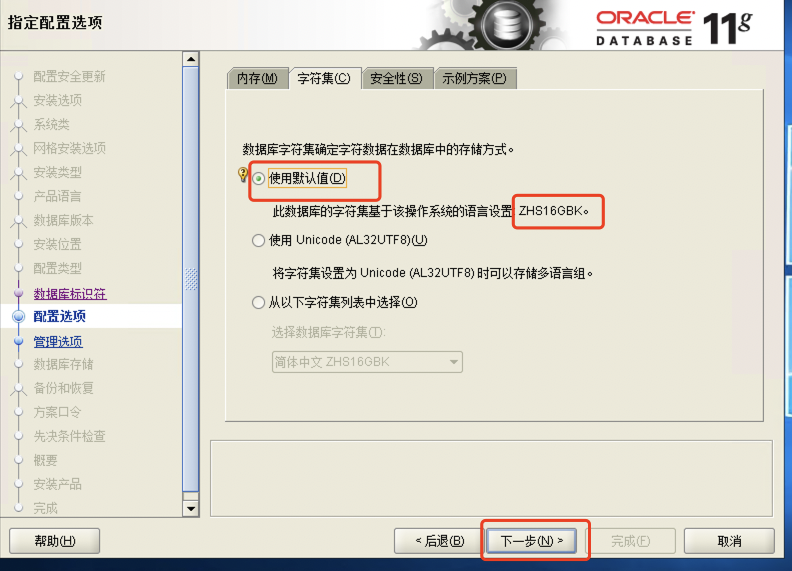 指定配置选项
ORACLE
DATABASE 11g
配置安全更新
安装选项
系统类
网格安装选项
安装类型
产品语言
数据库版本
安装位置
配置类型
数据库标识符
配置选项
管理选项
数据库存储
备份和恢复
方案口令
先决条件检查
概要
安装产品
完成
内存(M) 字符集(C) 安全性(S) 示例方案(P)
数据库字符集确定字符数据在数据库中的存储方式。
使用默认值(D)
此数据库的字符集基于该操作系统的语言设置: ZHS16GBK。
使用 Unicode (AL32UTF8)(U)
将字符集设置为 Unicode (AL32UTF8) 时可以存储多语言组。
从以下字符集列表中选择(O)
选择数据库字符集(T):
简体中文 ZHS16GBK
帮助(H) < 后退(B) 下一步(N) > 完成(F) 取消